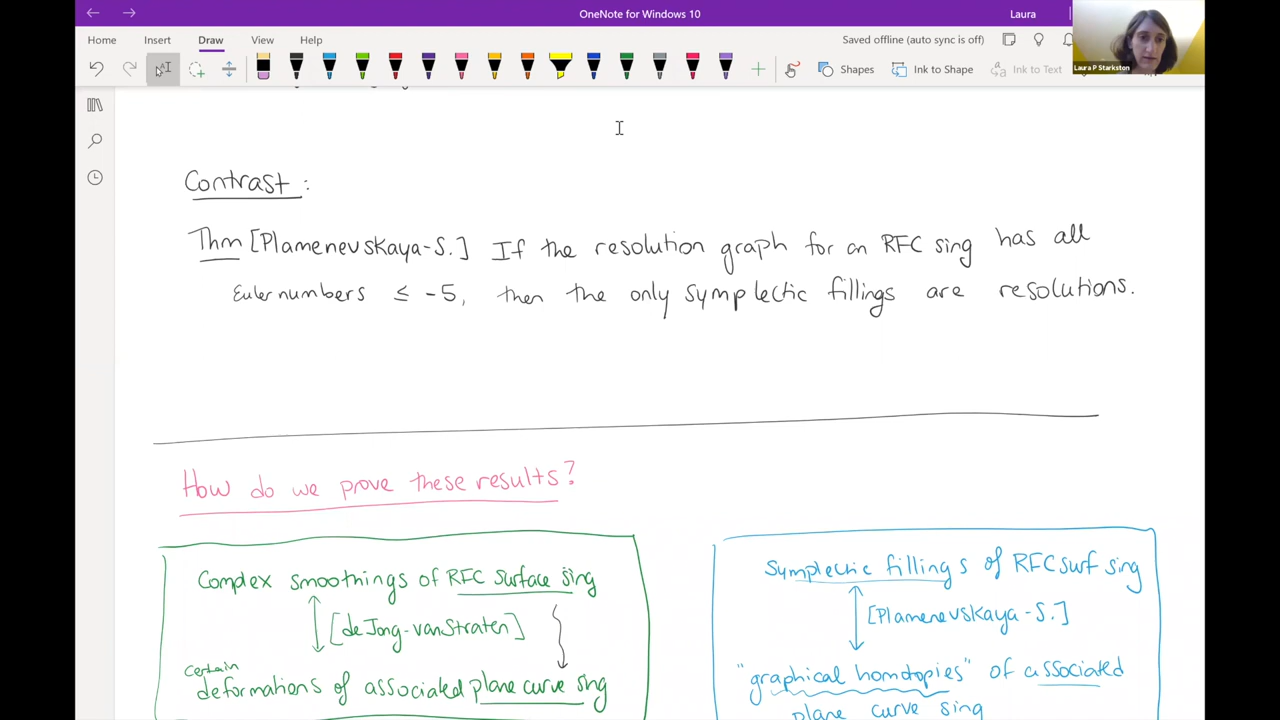 OneNote for Windows 10
Laura
Home Insert Draw View Help
Saved offline (auto sync is off)
Shapes
Ink to Shape
Ink to Text
Laura P Starkston
Contrast:
Thm [Plamenevskaya-S.] If the resolution graph for an RFC sing has all
Euler numbers ≤ -5, then the only symplectic fillings are resolutions.
How do we prove these results?
Complex smoothings of RFC surface sing
[deJong-vanStraten]
certain
deformations of associated plane curve sing
Symplectic fillings of RFC surf sing
[Plamenevskaya-S.]
"graphical homotopies" of associated
plane curve sing